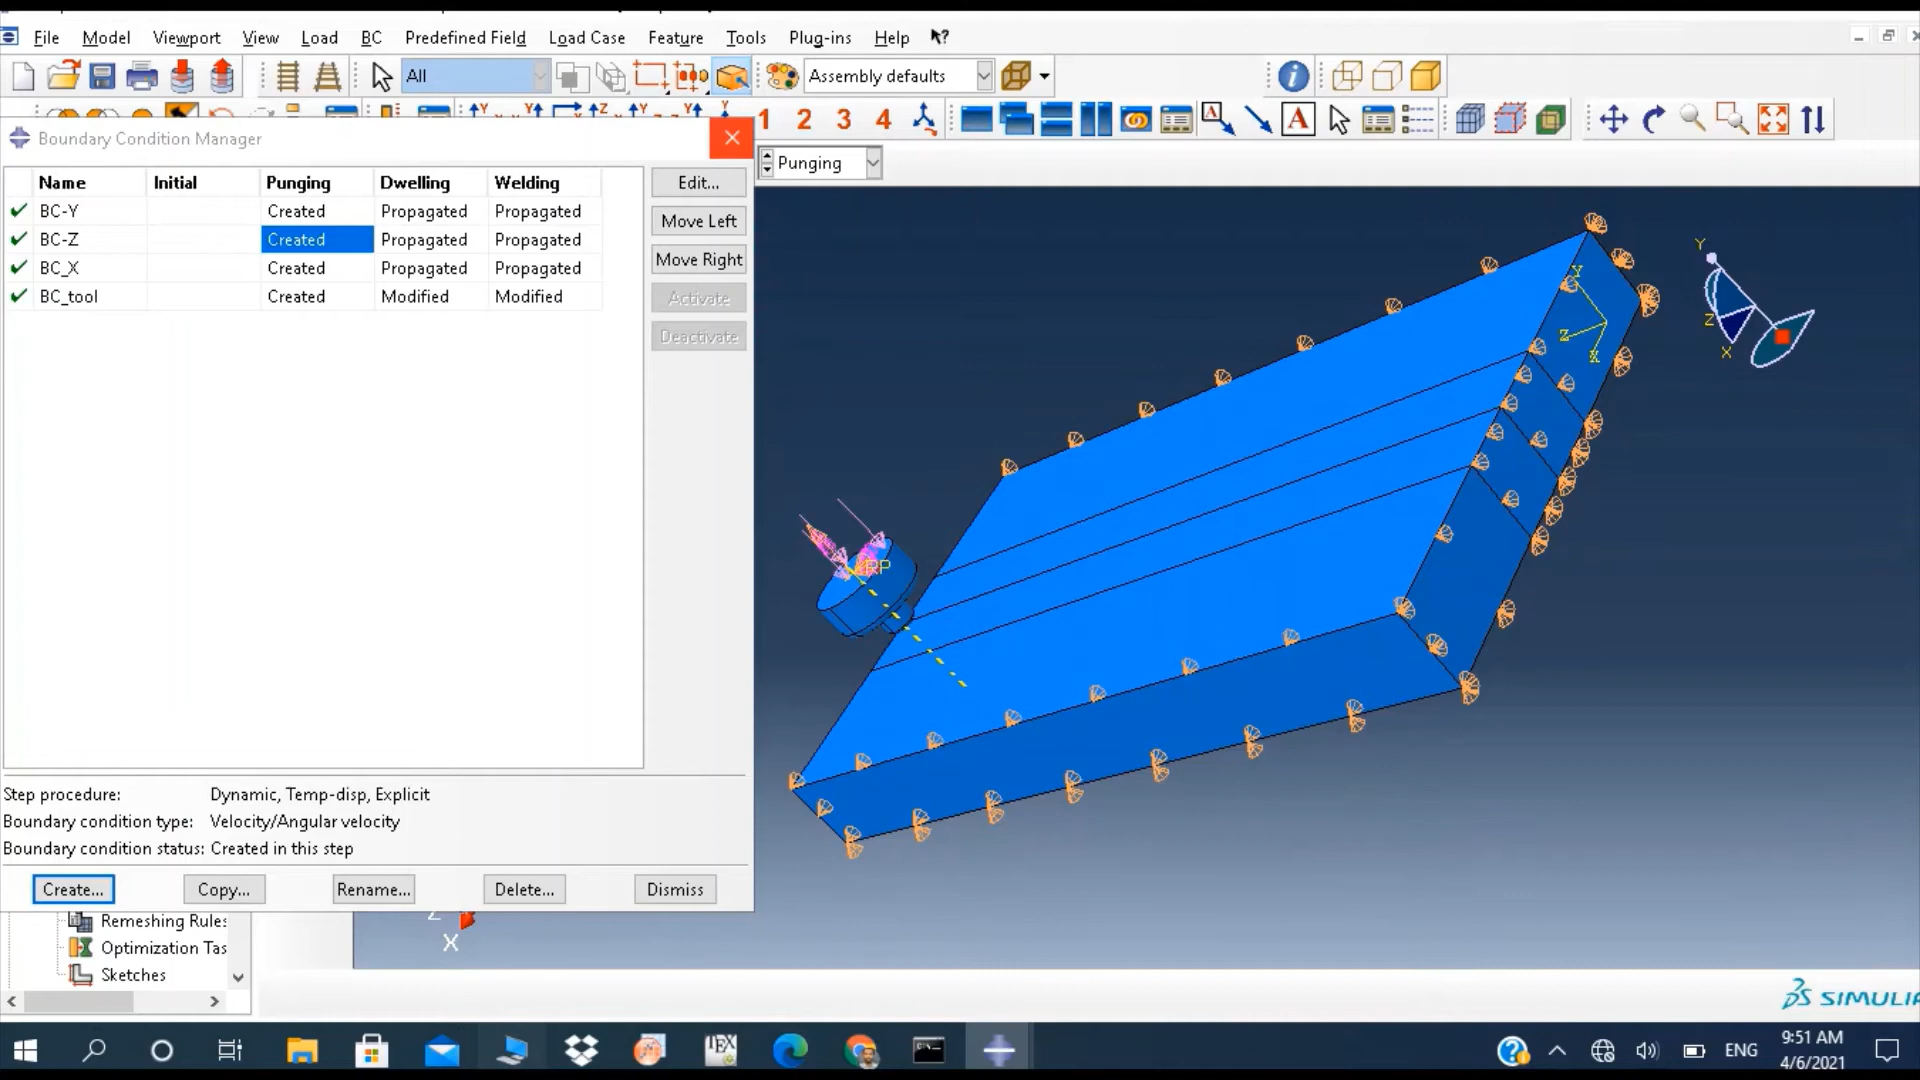 File Model Viewport View Load BC Predefined Field Load Case Feature Tools Plug-ins Help
All Assembly defaults
1 2 3 4
Boundary Condition Manager
Punging
Name Initial Punging Dwelling Welding
BC-Y Created Propagated Propagated
BC-Z Created Propagated Propagated
BC_X Created Propagated Propagated
BC_tool Created Modified Modified
Edit...
Move Left
Move Right
Activate
Deactivate
Y
Z
X
Y
Z
X
RP
Step procedure: Dynamic, Temp-disp, Explicit
Boundary condition type: Velocity/Angular velocity
Boundary condition status: Created in this step
Create... Copy... Rename... Delete... Dismiss
Remeshing Rules
Optimization Tas
Sketches
Z
X
SIMULIA
ENG
9:51 AM
4/6/2021